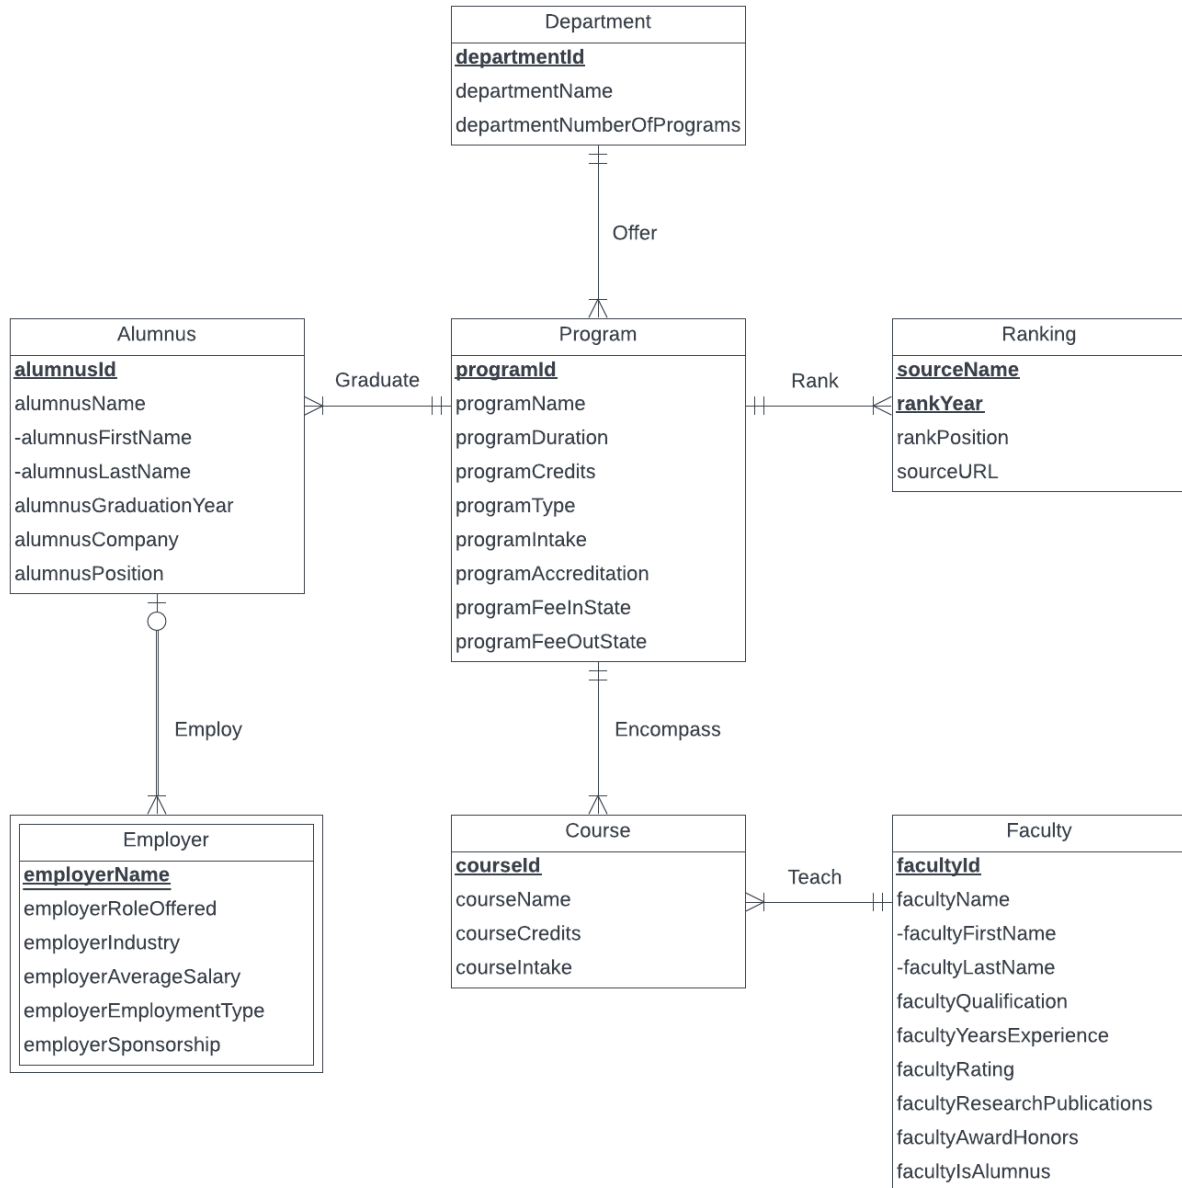 Department
departmentId
departmentName
departmentNumberOfPrograms
Offer
Alumnus
alumnusId
alumnusName
-alumnusFirstName
-alumnusLastName
alumnusGraduationYear
alumnusCompany
alumnusPosition
Graduate
Program
programId
programName
programDuration
programCredits
programType
programIntake
programAccreditation
programFeeInState
programFeeOutState
Rank
Ranking
sourceName
rankYear
rankPosition
sourceURL
Employ
Encompass
Employer
employerName
employerRoleOffered
employerIndustry
employerAverageSalary
employerEmploymentType
employerSponsorship
Course
courseId
courseName
courseCredits
courseIntake
Teach
Faculty
facultyId
facultyName
-facultyFirstName
-facultyLastName
facultyQualification
facultyYearsExperience
facultyRating
facultyResearchPublications
facultyAwardHonors
facultyIsAlumnus